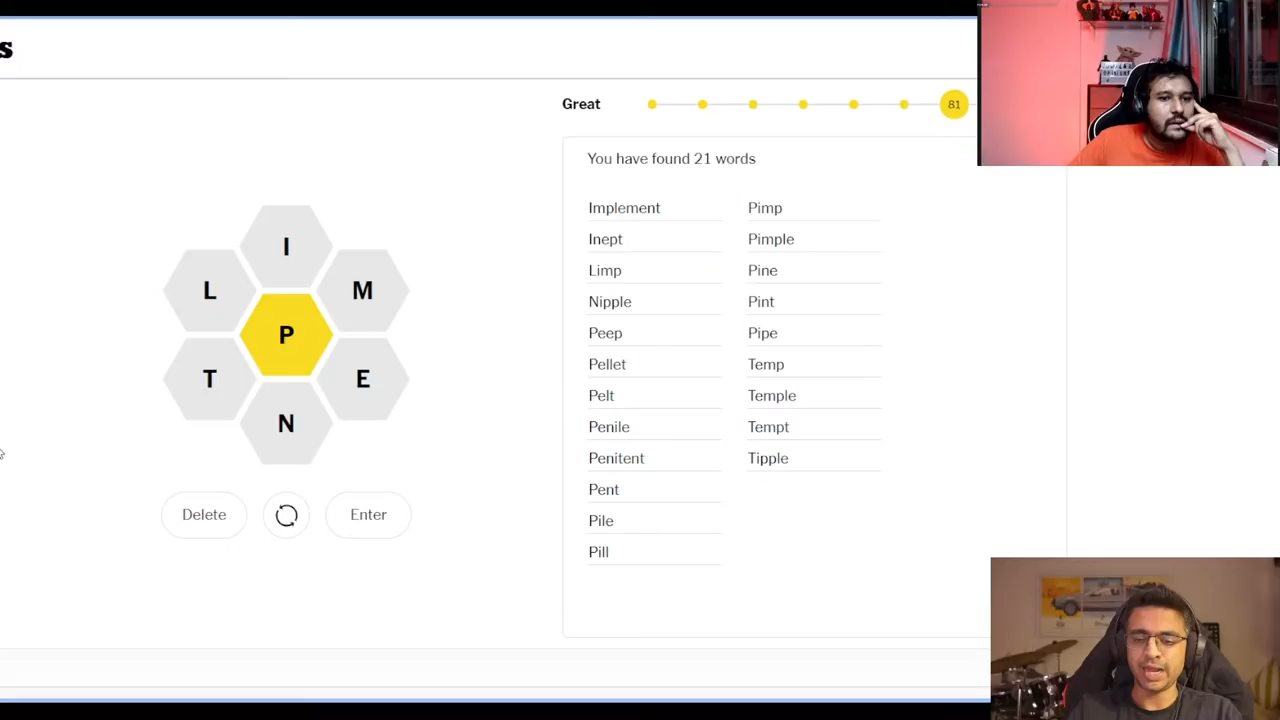 s
Great
81
You have found 21 words
Implement
Inept
Limp
Nipple
Peep
Pellet
Pelt
Penile
Penitent
Pent
Pile
Pill
Pimp
Pimple
Pine
Pint
Pipe
Temp
Temple
Tempt
Tipple
I
L
M
P
T
E
N
Delete
Enter